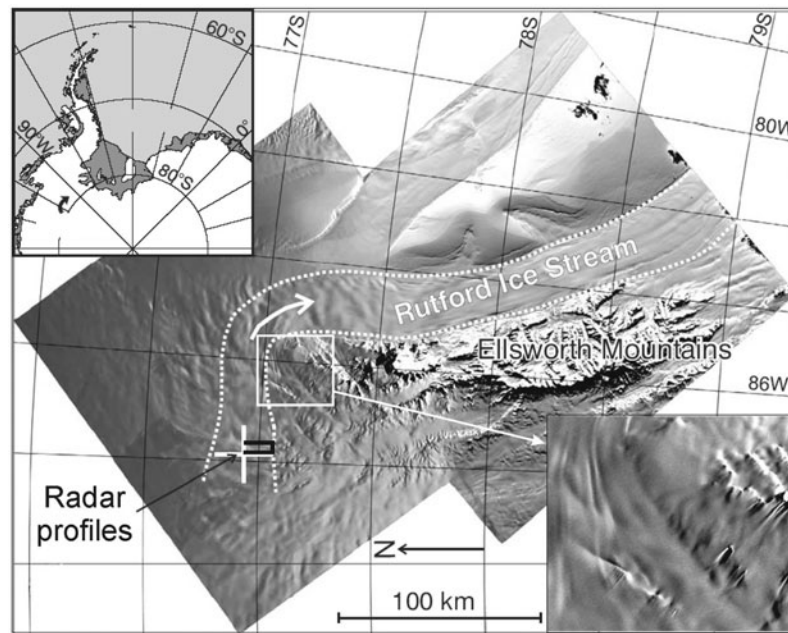 60°S
90°W
0°
80°S
77S
78S
79S
80W
Rutford Ice Stream
Ellsworth Mountains
86W
Radar
profiles
N
100 km